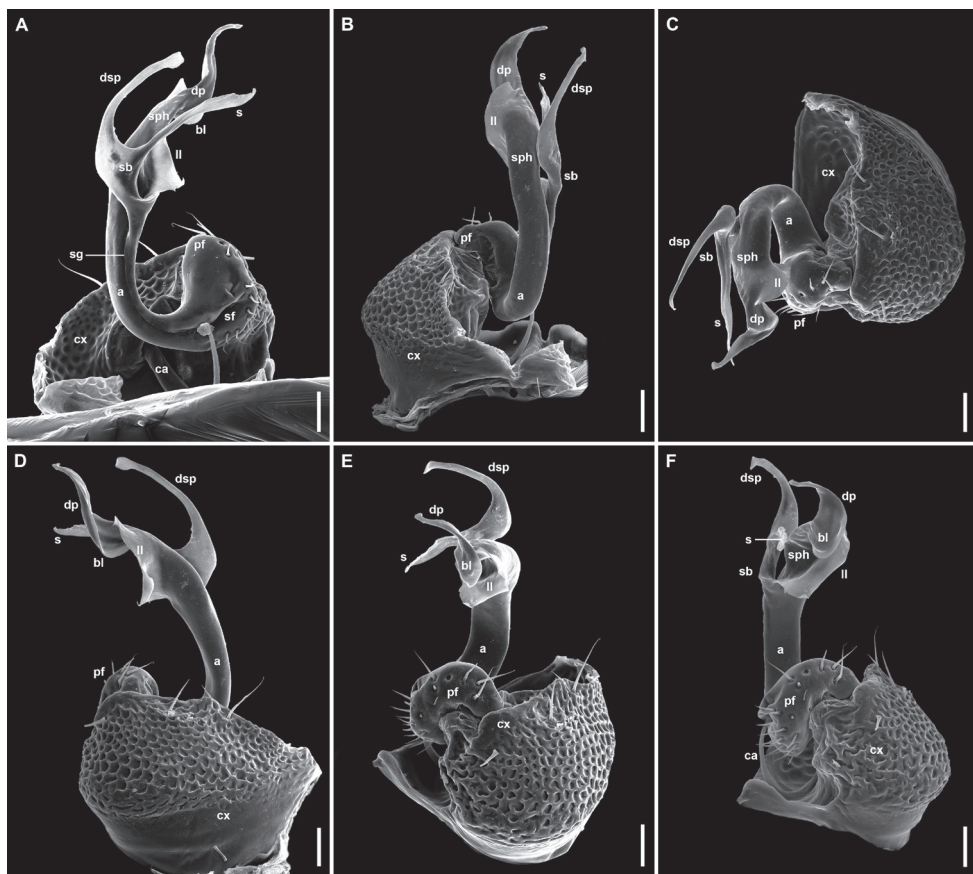 A
dsp
dp
s
sph
bl
sb
ll
sg
pf
a
sf
cx
ca
B
dp
s
dsp
ll
sph
sb
pf
a
cx
C
cx
a
dsp
sb
sph
ll
s
dp
pf
D
dsp
dp
s
ll
bl
a
pf
cx
E
dsp
dp
s
bl
ll
a
pf
cx
F
dsp
dp
s
bl
sph
sb
ll
a
pf
cx
ca